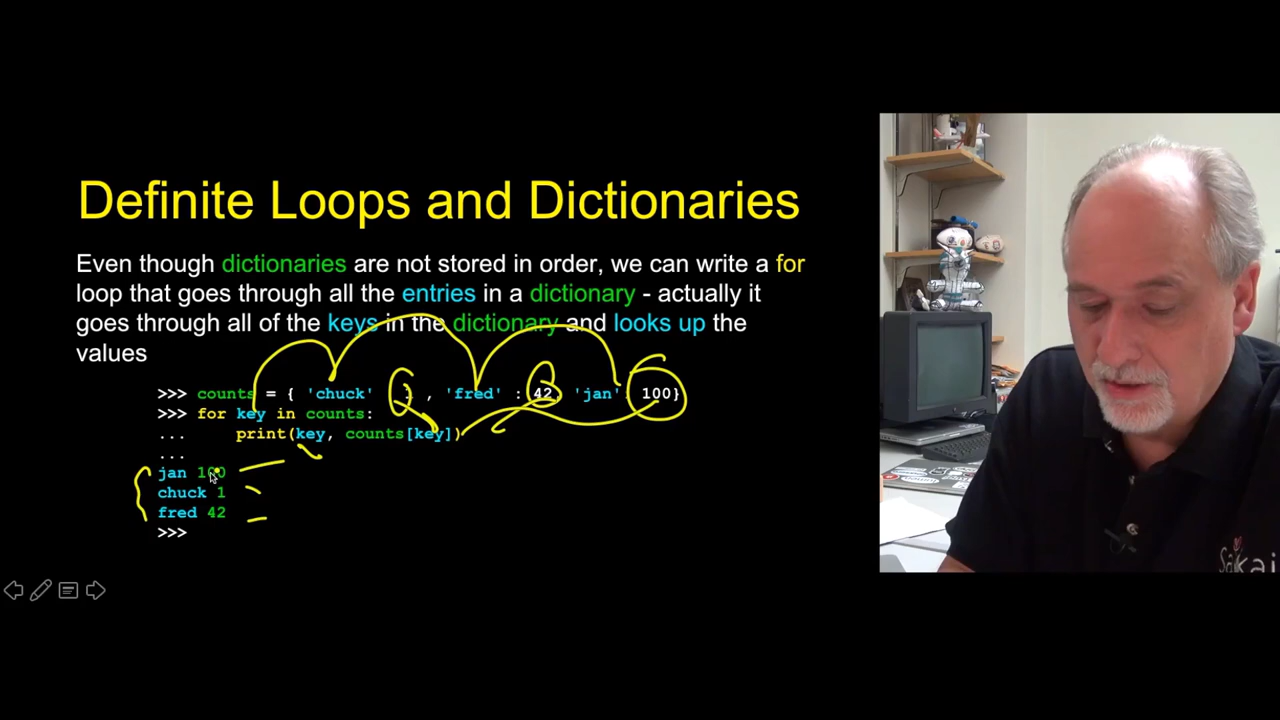 Definite Loops and Dictionaries
Even though dictionaries are not stored in order, we can write a for
loop that goes through all the entries in a dictionary - actually it
goes through all of the keys in the dictionary and looks up the
values
>>> counts = { 'chuck' 1 , 'fred' : 42, 'jan' 100}
>>> for key in counts:
... print(key, counts[key])
...
jan 100
chuck 1
fred 42
>>>
Sakai